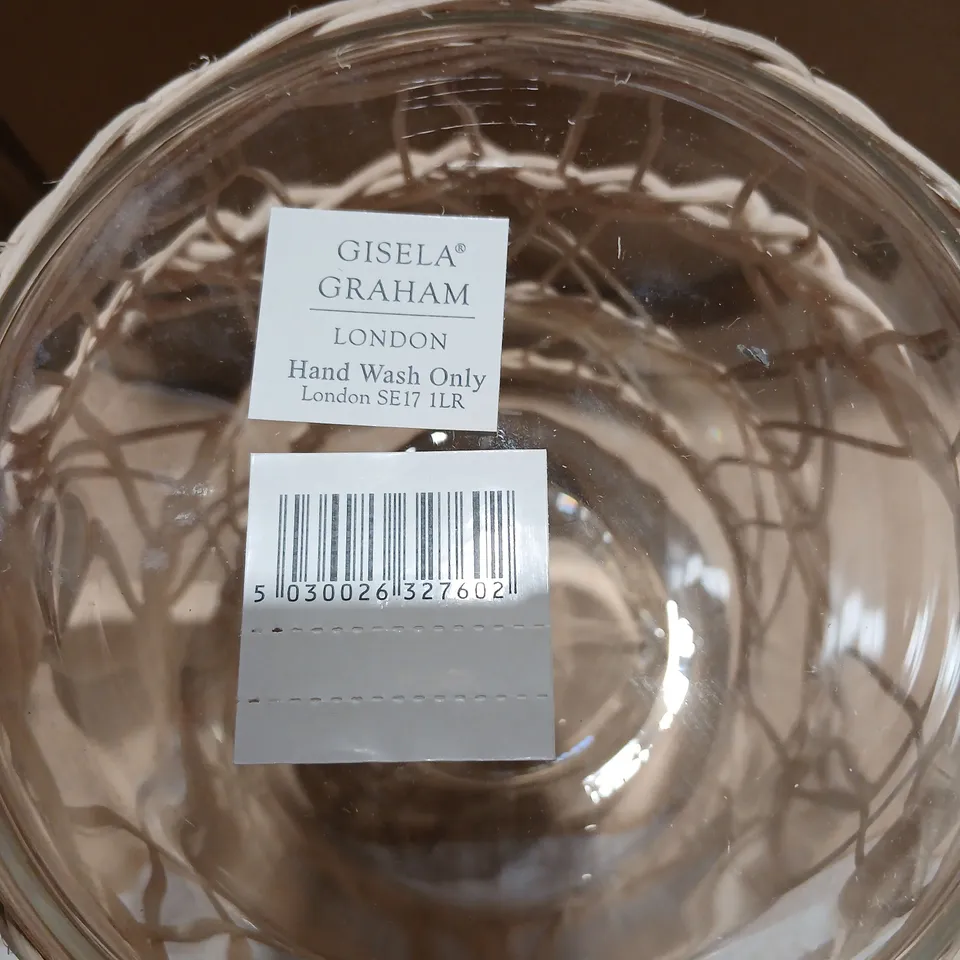 GISELA®
GRAHAM
LONDON
Hand Wash Only
London SE17 1LR
5 030026 327602